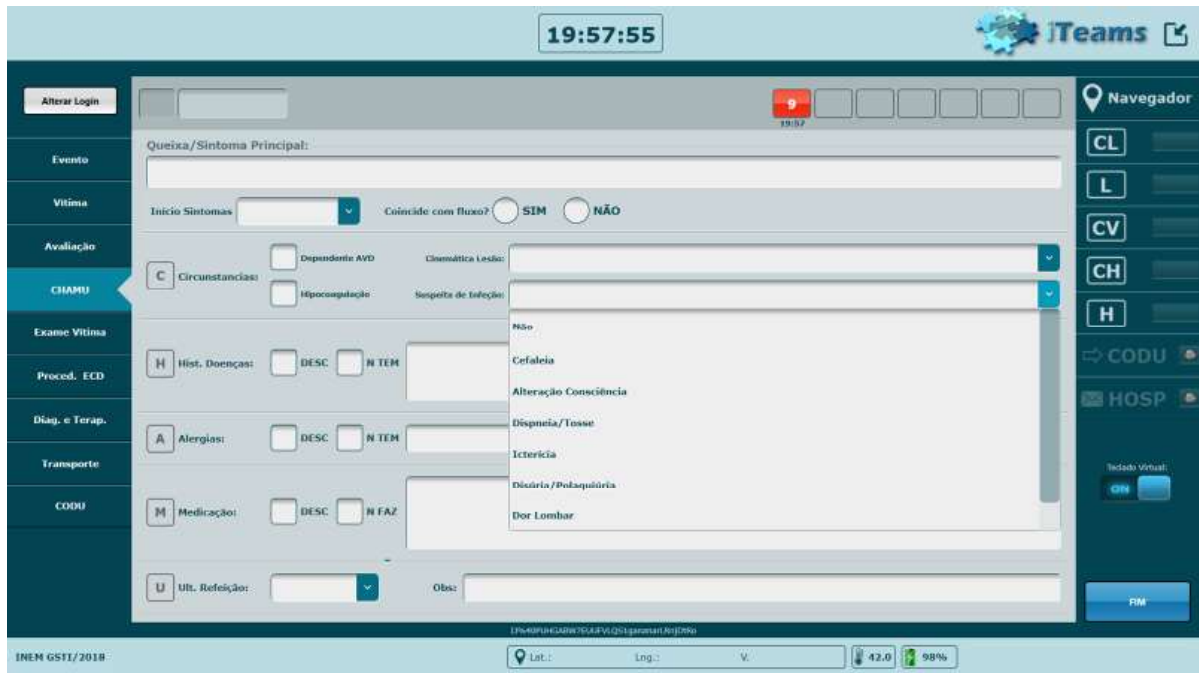 19:57:55
iTeams
Alterar Login
9
19:57
Navegador
Queixa/Sintoma Principal:
CL
Evento
L
Vítima
Início Sintomas
Coincide com fluxo?
SIM
NÃO
CV
Avaliação
Dependente AVD
Cinemática Lesão:
C
Circunstancias:
CH
CHAMU
Hipocoagulação
Suspeita de Infeção:
H
Não
Exame Vítima
Cefaleia
H
Hist. Doenças:
DESC
N TEM
CODU
Proced. ECD
Alteração Consciência
HOSP
Diag. e Terap.
Dispneia/Tosse
A
Alergias:
DESC
N TEM
Icterícia
Transporte
Teclado Virtual:
Disúria/Polaquiúria
ON
CODU
M
Medicação:
DESC
N FAZ
Dor Lombar
U
Ult. Refeição:
Obs:
FIM
INEM GSTI/2018
Lat.:
Lng.:
V.
42.0
98%